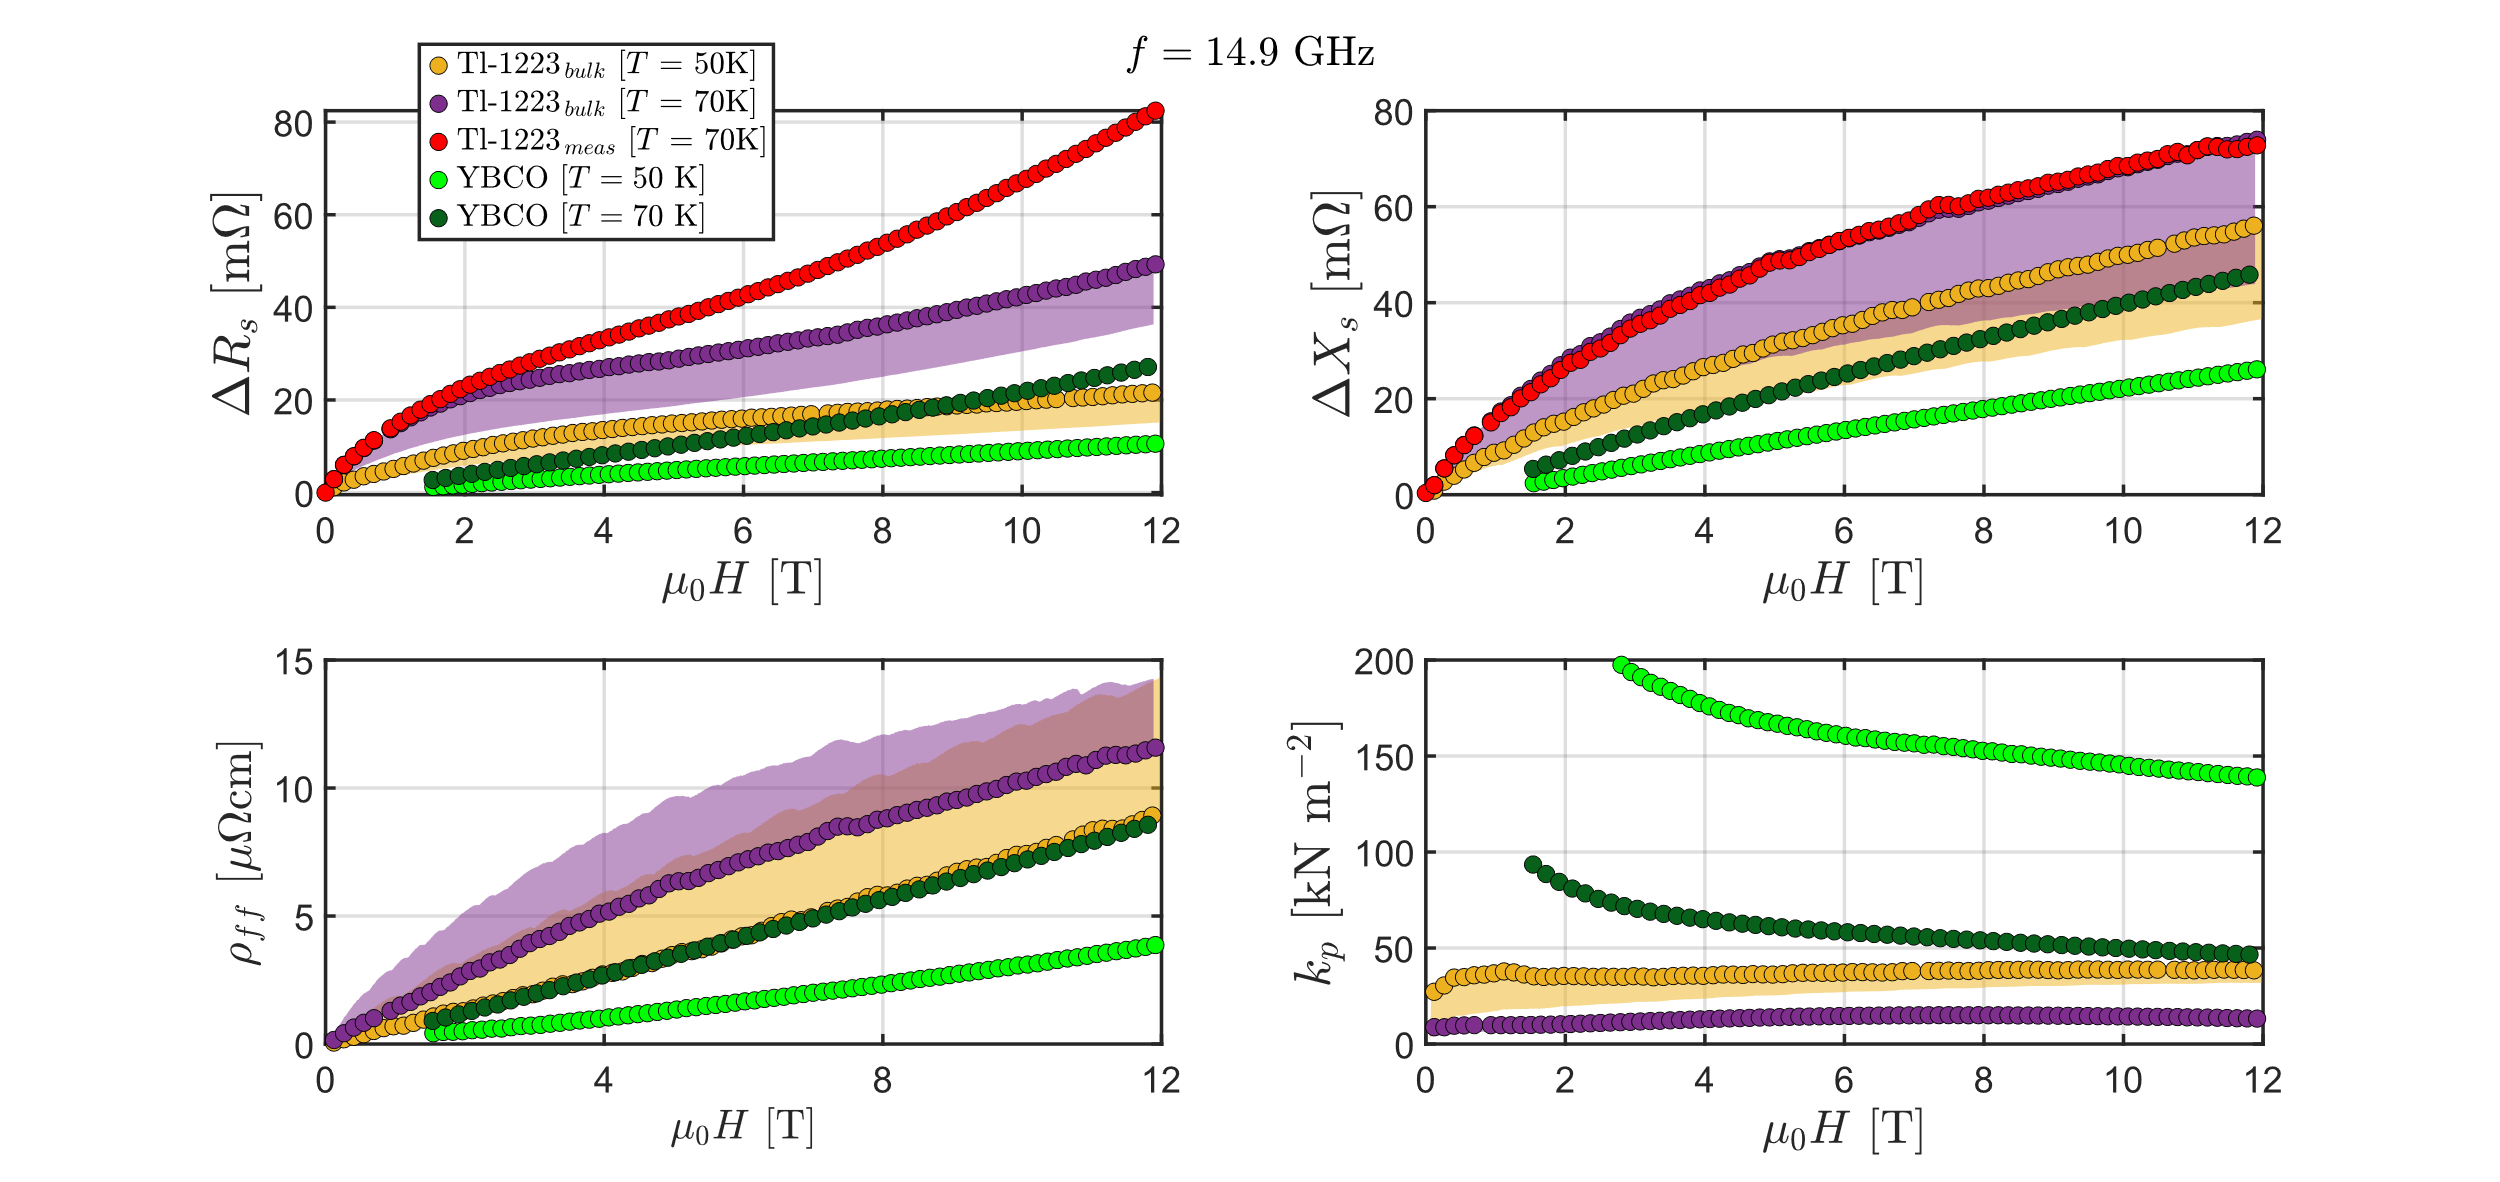 f = 14.9 GHz
Tl-1223bulk [T = 50K]
Tl-1223bulk [T = 70K]
Tl-1223meas [T = 70K]
YBCO [T = 50 K]
YBCO [T = 70 K]
ΔRs [mΩ]
80
60
40
20
0
0 2 4 6 8 10 12
μ0H [T]
ΔXs [mΩ]
80
60
40
20
0
0 2 4 6 8 10 12
μ0H [T]
ρff [μΩcm]
15
10
5
0
0 4 8 12
μ0H [T]
kp [kN m−2]
200
150
100
50
0
0 2 4 6 8 10 12
μ0H [T]